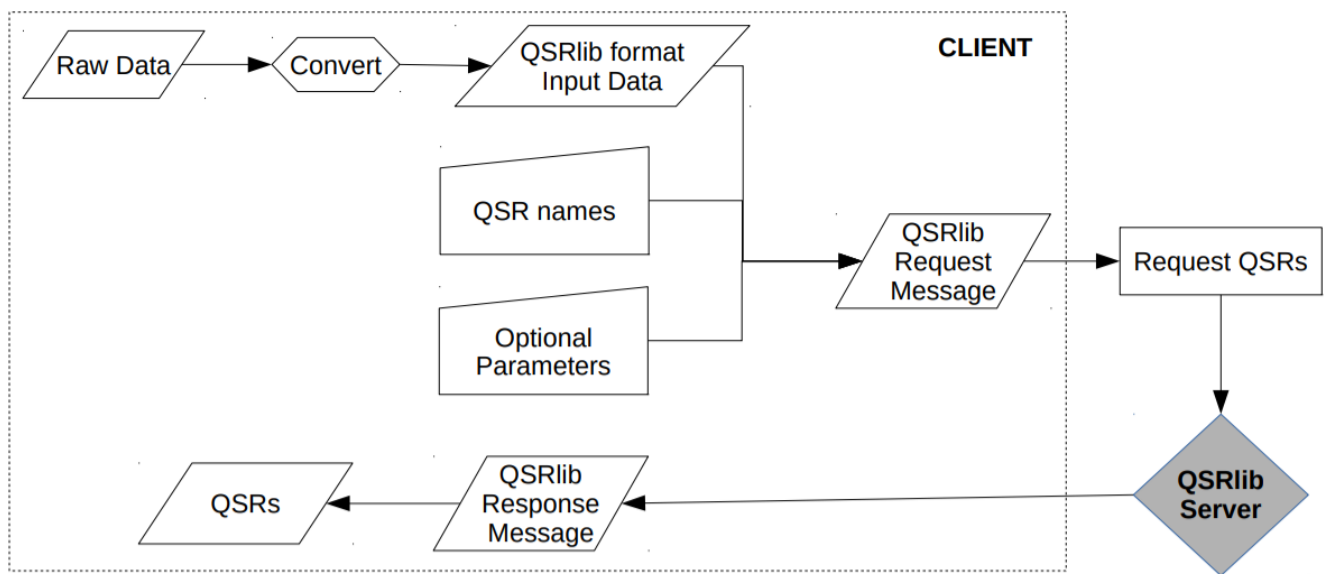 CLIENT
Raw Data
Convert
QSRlib format
Input Data
QSR names
Optional
Parameters
QSRlib
Request
Message
Request QSRs
QSRlib
Server
QSRlib
Response
Message
QSRs